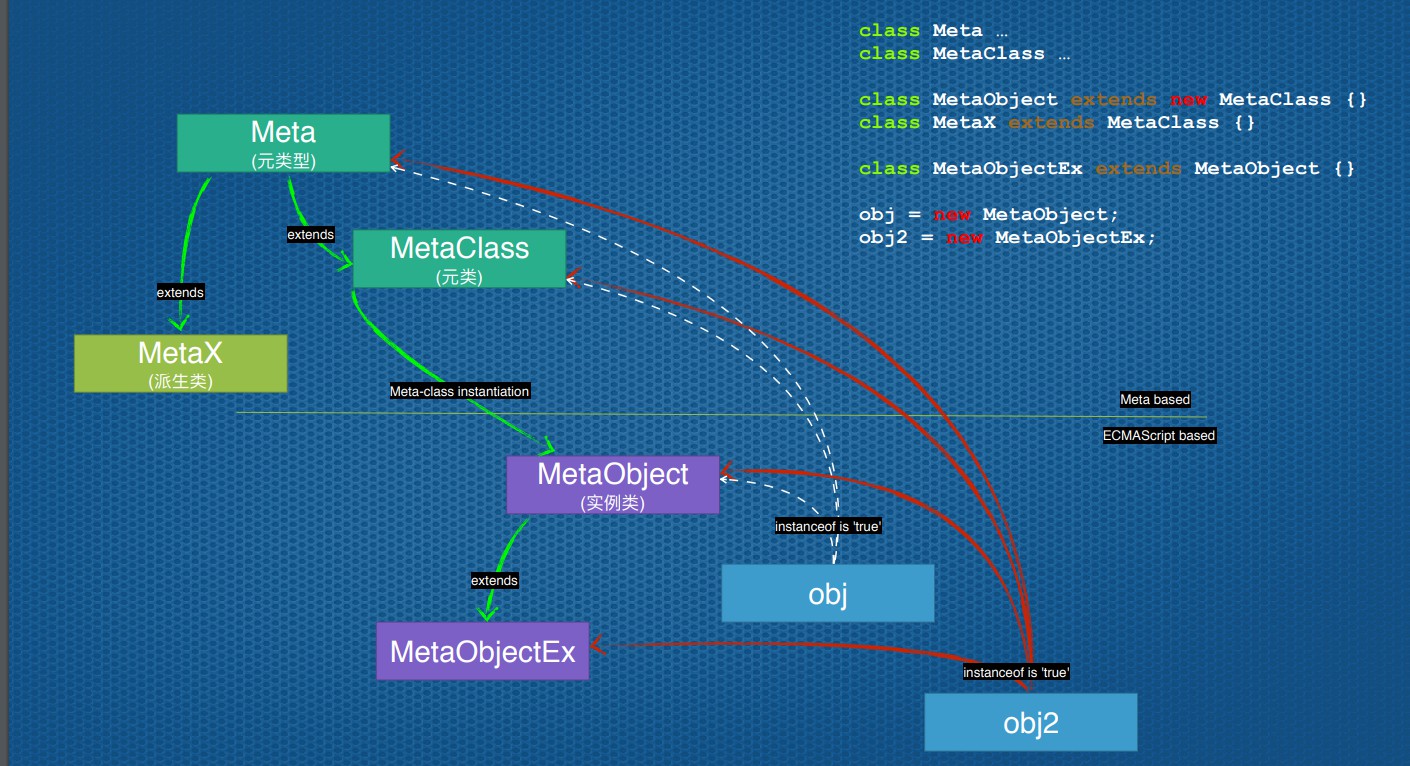 class Meta …
class MetaClass …
class MetaObject extends new MetaClass {}
class MetaX extends MetaClass {}
class MetaObjectEx extends MetaObject {}
obj = new MetaObject;
obj2 = new MetaObjectEx;
Meta
(元类型)
extends
MetaClass
(元类)
extends
MetaX
(派生类)
Meta-class instantiation
Meta based
ECMAScript based
MetaObject
(实例类)
instanceof is 'true'
extends
obj
MetaObjectEx
instanceof is 'true'
obj2